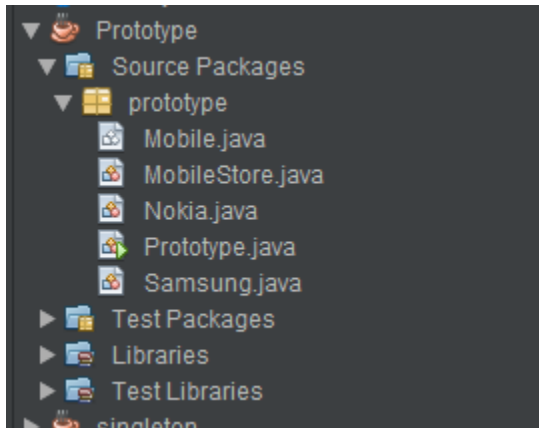 Prototype
Source Packages
prototype
Mobile.java
MobileStore.java
Nokia.java
Prototype.java
Samsung.java
Test Packages
Libraries
Test Libraries
singleton